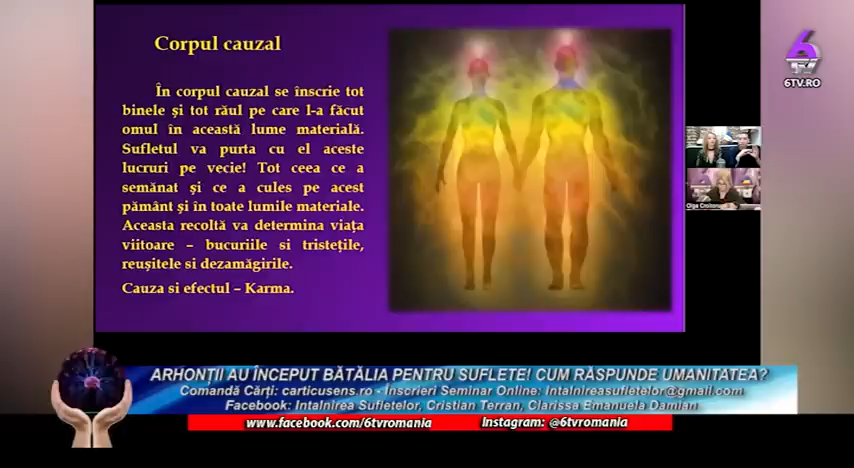 Corpul cauzal
În corpul cauzal se înscrie tot
binele și tot răul pe care l-a făcut
omul în această lume materială.
Sufletul va purta cu el aceste
lucruri pe vecie! Tot ceea ce a
semănat și ce a cules pe acest
pământ și în toate lumile materiale.
Aceasta recoltă va determina viața
viitoare – bucuriile si tristețile,
reușitele si dezamăgirile.
Cauza si efectul – Karma.
6
TV
6TV.RO
Olga Croitoru
ARHONȚII AU ÎNCEPUT BĂTĂLIA PENTRU SUFLETE! CUM RĂSPUNDE UMANITATEA?
Comandă Cărți: carticusens.ro - Înscrieri Seminar Online: Intalnireasufletelor@gmail.com
Facebook: Intalnirea Sufletelor, Cristian Terran, Clarissa Emanuela Damian
www.facebook.com/6tvromania Instagram: @6tvromania